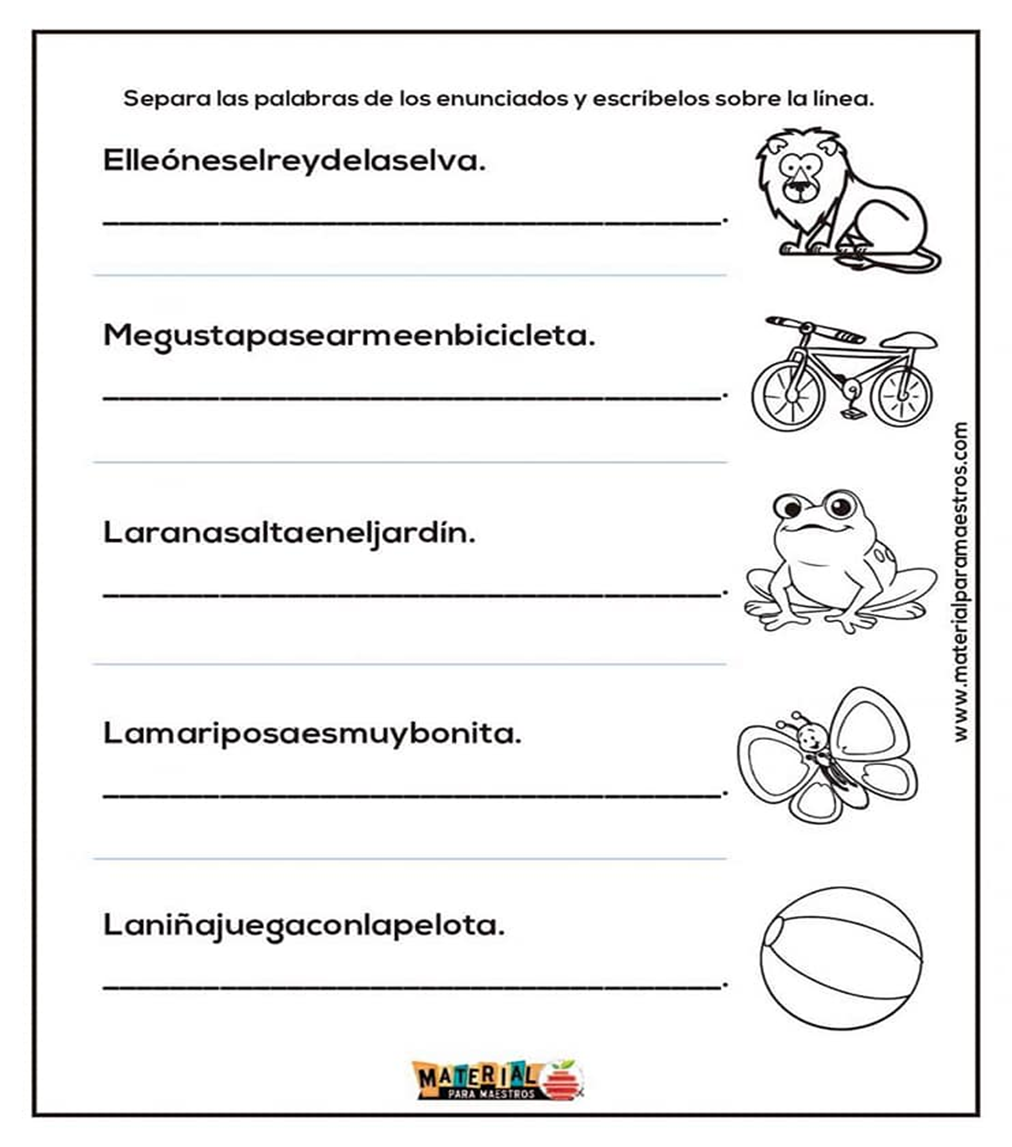 Separa las palabras de los enunciados y escríbelos sobre la línea.
Elleóneselreydelaselva.
Megustapasearmeenbicicleta.
Laranasaltaeneljardín.
Lamariposaesmuybonita.
Laniñajuegaconlapelota.
www.materialparamaestros.com
MATERIAL
PARA MAESTROS